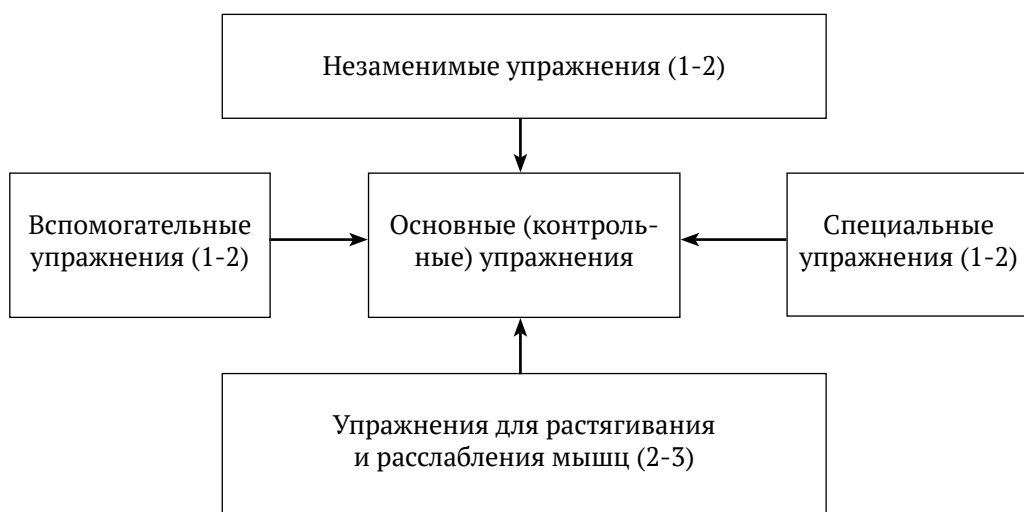 Незаменимые упражнения (1-2)
Вспомогательные
упражнения (1-2)
Основные (контроль-
ные) упражнения
Специальные
упражнения (1-2)
Упражнения для растягивания
и расслабления мышц (2-3)